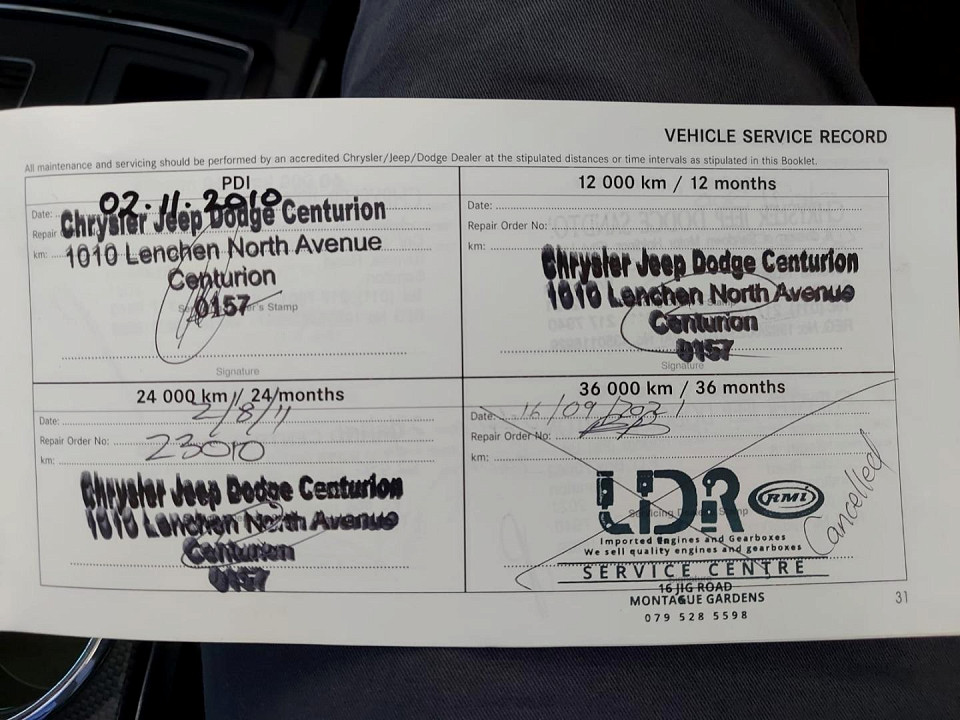 VEHICLE SERVICE RECORD
All maintenance and servicing should be performed by an accredited Chrysler/Jeep/Dodge Dealer at the stipulated distances or time intervals as stipulated in this Booklet.
PDI
Date: 02·11·2010
Repair
Chrysler Jeep Dodge Centurion
km:
1010 Lenchen North Avenue
Centurion
0157
Stamp
Signature
12 000 km / 12 months
Date:
Repair Order No:
km:
Chrysler Jeep Dodge Centurion
1010 Lenchen North Avenue
Centurion
0157
Signature
24 000 km / 24 months
Date: 2/8/11
Repair Order No: 23010
km:
Chrysler Jeep Dodge Centurion
1010 Lenchen North Avenue
Centurion
0157
36 000 km / 36 months
Date: 16/09/2021
Repair Order No:
km:
LDR RMI
Servicing Stamp
Imported Engines and Gearboxes
We sell quality engines and gearboxes
SERVICE CENTRE
16 JIG ROAD
MONTAGUE GARDENS
079 528 5598
Cancelled
31